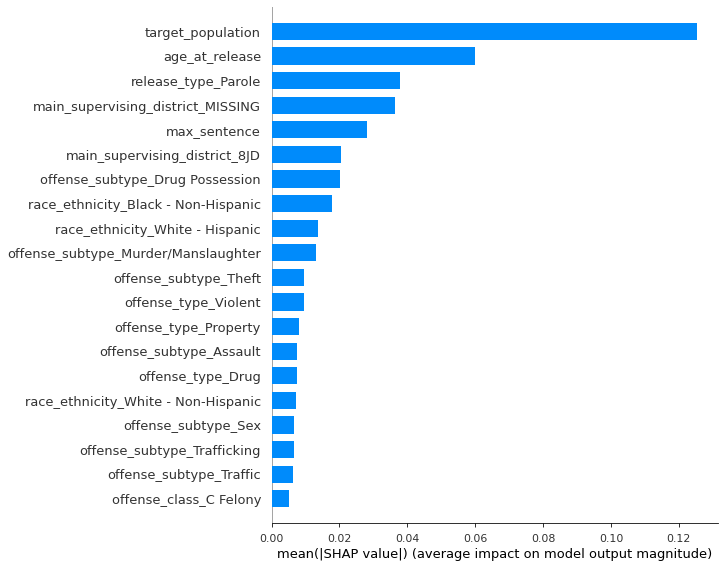 target_population
age_at_release
release_type_Parole
main_supervising_district_MISSING
max_sentence
main_supervising_district_8JD
offense_subtype_Drug Possession
race_ethnicity_Black - Non-Hispanic
race_ethnicity_White - Hispanic
offense_subtype_Murder/Manslaughter
offense_subtype_Theft
offense_type_Violent
offense_type_Property
offense_subtype_Assault
offense_type_Drug
race_ethnicity_White - Non-Hispanic
offense_subtype_Sex
offense_subtype_Trafficking
offense_subtype_Traffic
offense_class_C Felony
0.00 0.02 0.04 0.06 0.08 0.10 0.12
mean(|SHAP value|) (average impact on model output magnitude)